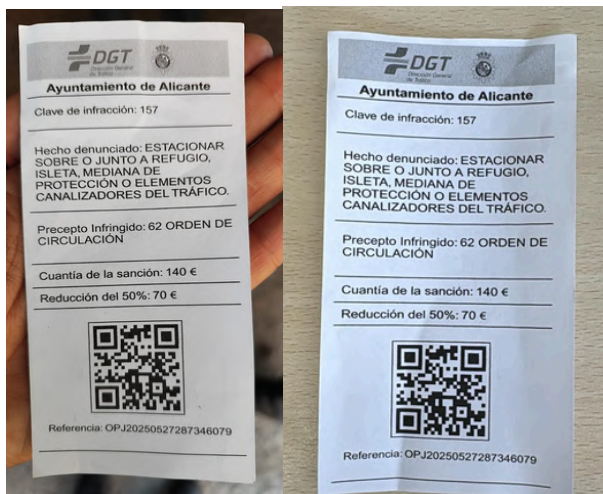 DGT
Dirección General
de Tráfico
Ayuntamiento de Alicante
Clave de infracción: 157
Hecho denunciado: ESTACIONAR
SOBRE O JUNTO A REFUGIO,
ISLETA, MEDIANA DE
PROTECCIÓN O ELEMENTOS
CANALIZADORES DEL TRÁFICO.
Precepto Infringido: 62 ORDEN DE
CIRCULACIÓN
Cuantía de la sanción: 140 €
Reducción del 50%: 70 €
Referencia: OPJ20250527287346079
DGT
Dirección General
de Tráfico
Ayuntamiento de Alicante
Clave de infracción: 157
Hecho denunciado: ESTACIONAR
SOBRE O JUNTO A REFUGIO,
ISLETA, MEDIANA DE
PROTECCIÓN O ELEMENTOS
CANALIZADORES DEL TRÁFICO.
Precepto Infringido: 62 ORDEN DE
CIRCULACIÓN
Cuantía de la sanción: 140 €
Reducción del 50%: 70 €
Referencia: OPJ20250527287346079